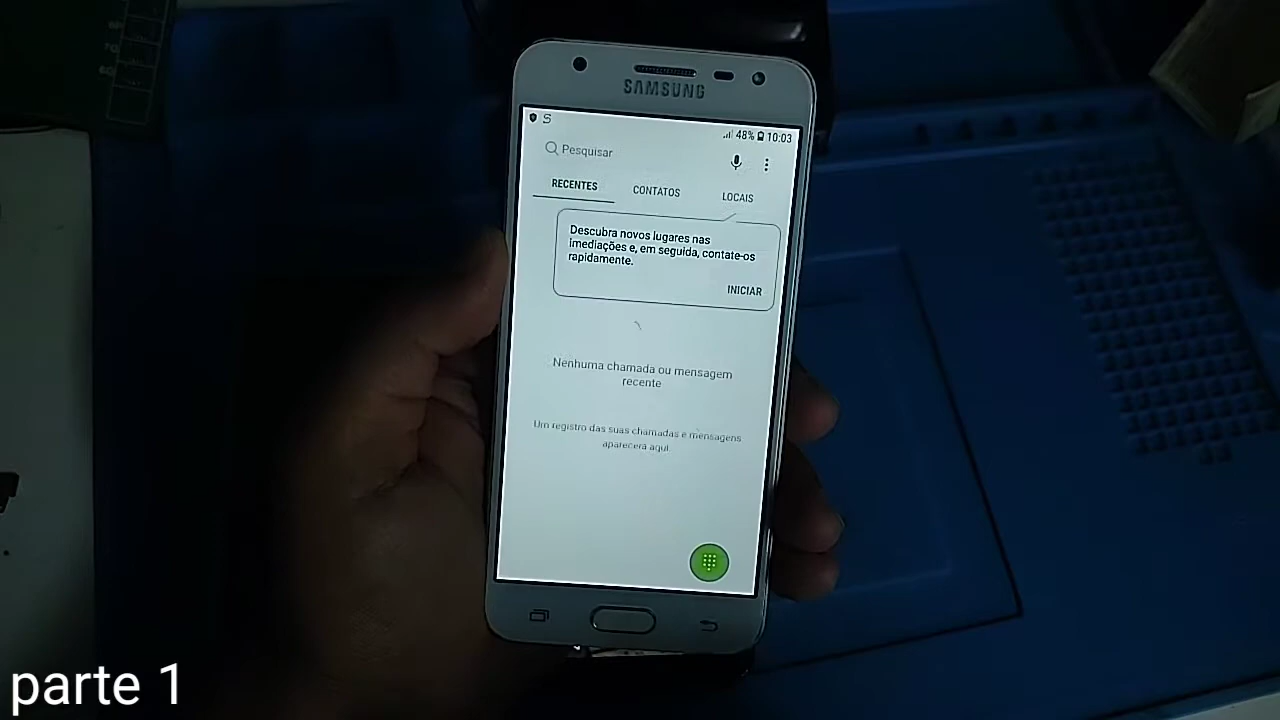 SAMSUNG
48% 10:03
Pesquisar
RECENTES CONTATOS LOCAIS
Descubra novos lugares nas
imediações e, em seguida, contate-os
rapidamente.
INICIAR
Nenhuma chamada ou mensagem
recente
Um registro das suas chamadas e mensagens
aparecerá aqui.
parte 1